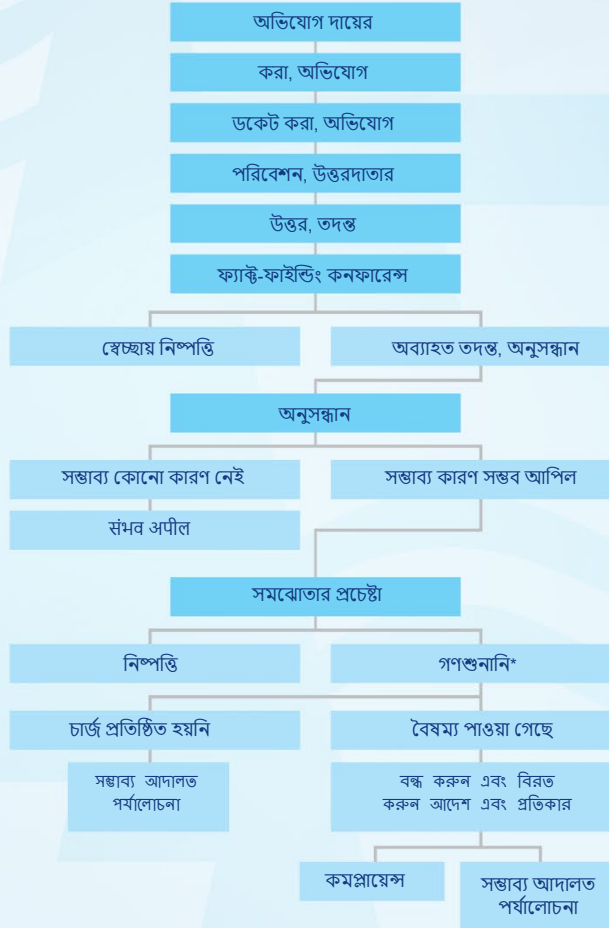 অভিযোগ দায়ের
করা, অভিযোগ
ডকেট করা, অভিযোগ
পরিবেশন, উত্তরদাতার
উত্তর, তদন্ত
ফ্যাক্ট-ফাইন্ডিং কনফারেন্স
স্বেচ্ছায় নিষ্পত্তি
অব্যাহত তদন্ত, অনুসন্ধান
অনুসন্ধান
সম্ভাব্য কোনো কারণ নেই
সম্ভাব্য কারণ সম্ভব আপিল
संभव अपील
সমঝোতার প্রচেষ্টা
নিষ্পত্তি
গণশুনানি*
চার্জ প্রতিষ্ঠিত হয়নি
বৈষম্য পাওয়া গেছে
সম্ভাব্য আদালত
পর্যালোচনা
বন্ধ করুন এবং বিরত
করুন আদেশ এবং প্রতিকার
কমপ্লায়েন্স
সম্ভাব্য আদালত
পর্যালোচনা